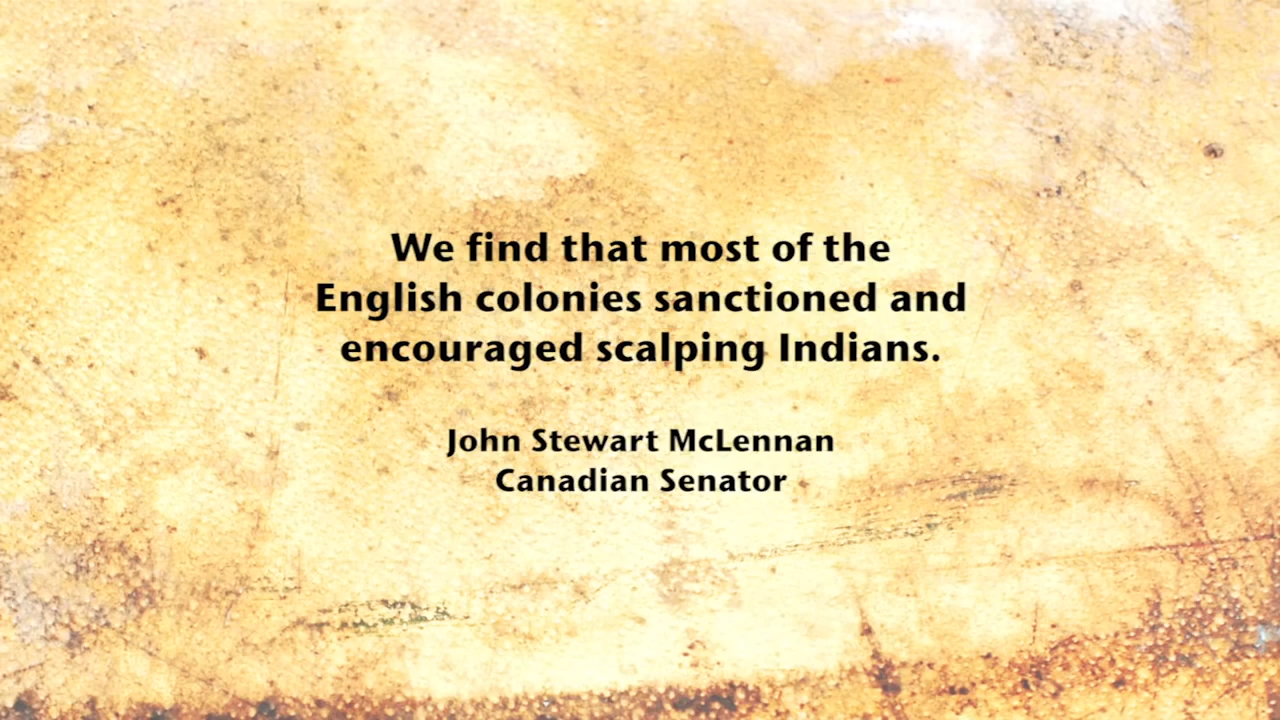 We find that most of the
English colonies sanctioned and
encouraged scalping Indians.
John Stewart McLennan
Canadian Senator